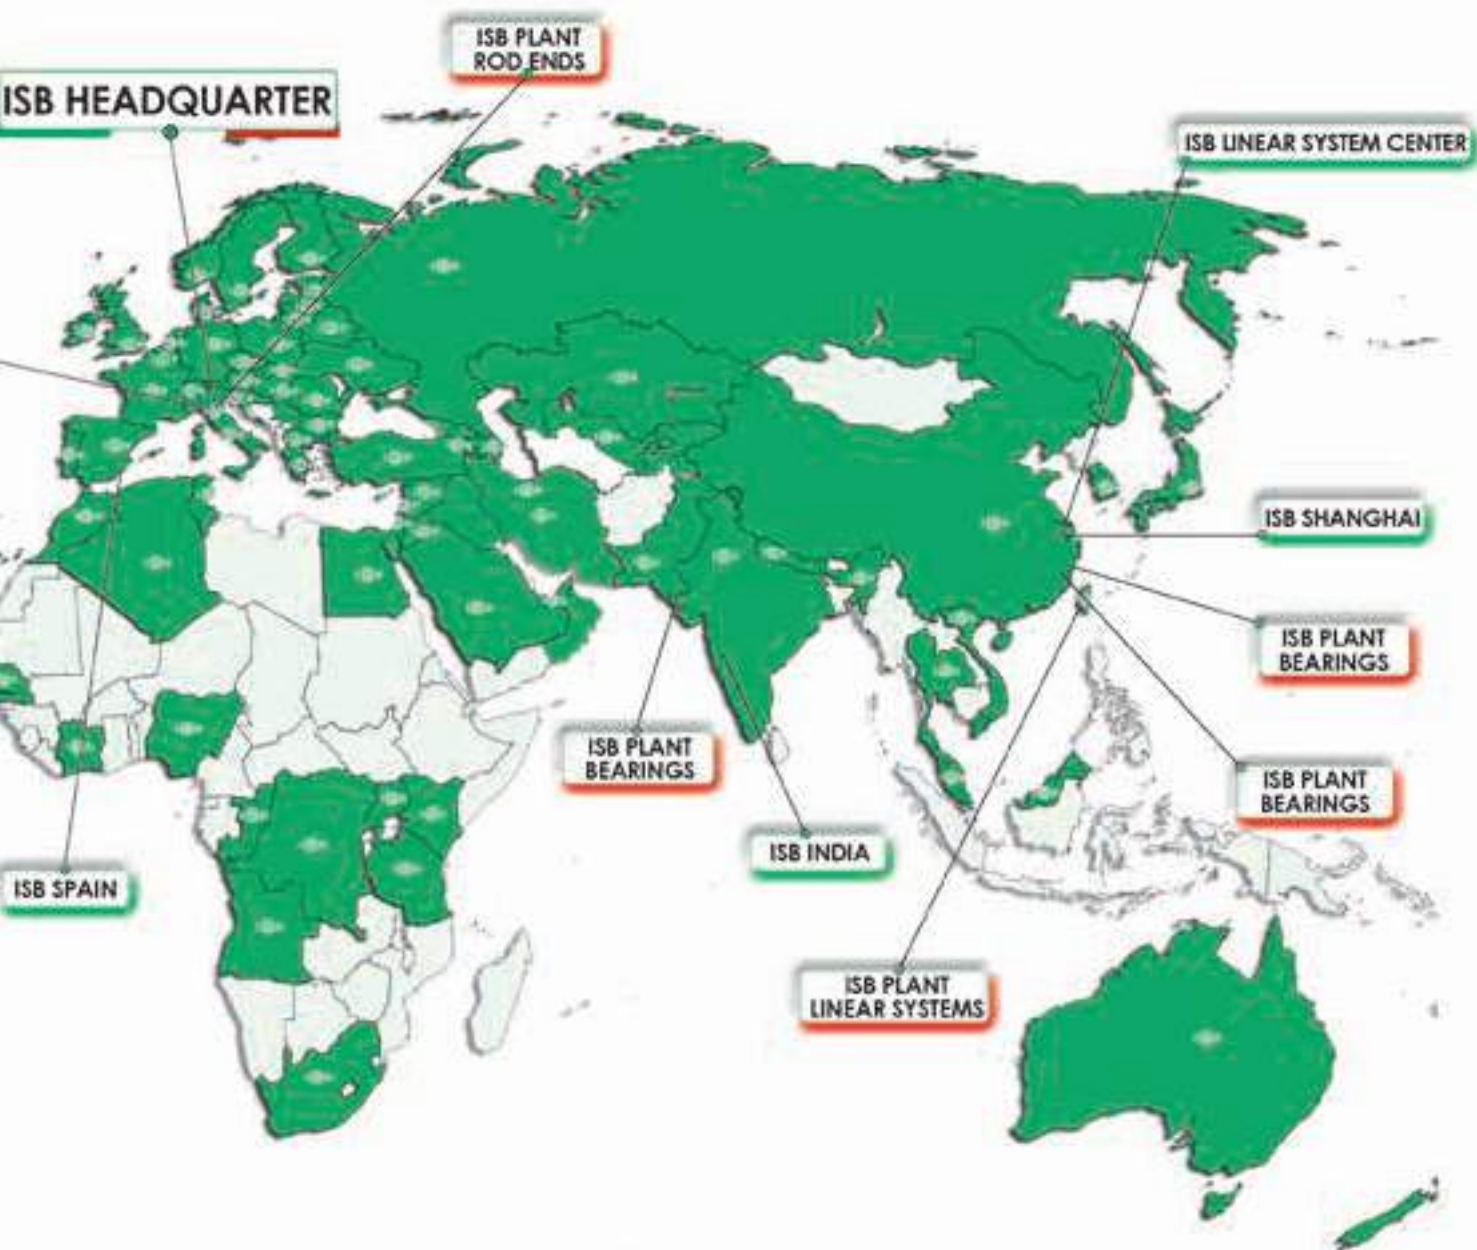 ISB PLANT
ROD ENDS
ISB HEADQUARTER
ISB LINEAR SYSTEM CENTER
ISB SHANGHAI
ISB PLANT
BEARINGS
ISB PLANT
BEARINGS
ISB PLANT
BEARINGS
ISB INDIA
ISB SPAIN
ISB PLANT
LINEAR SYSTEMS